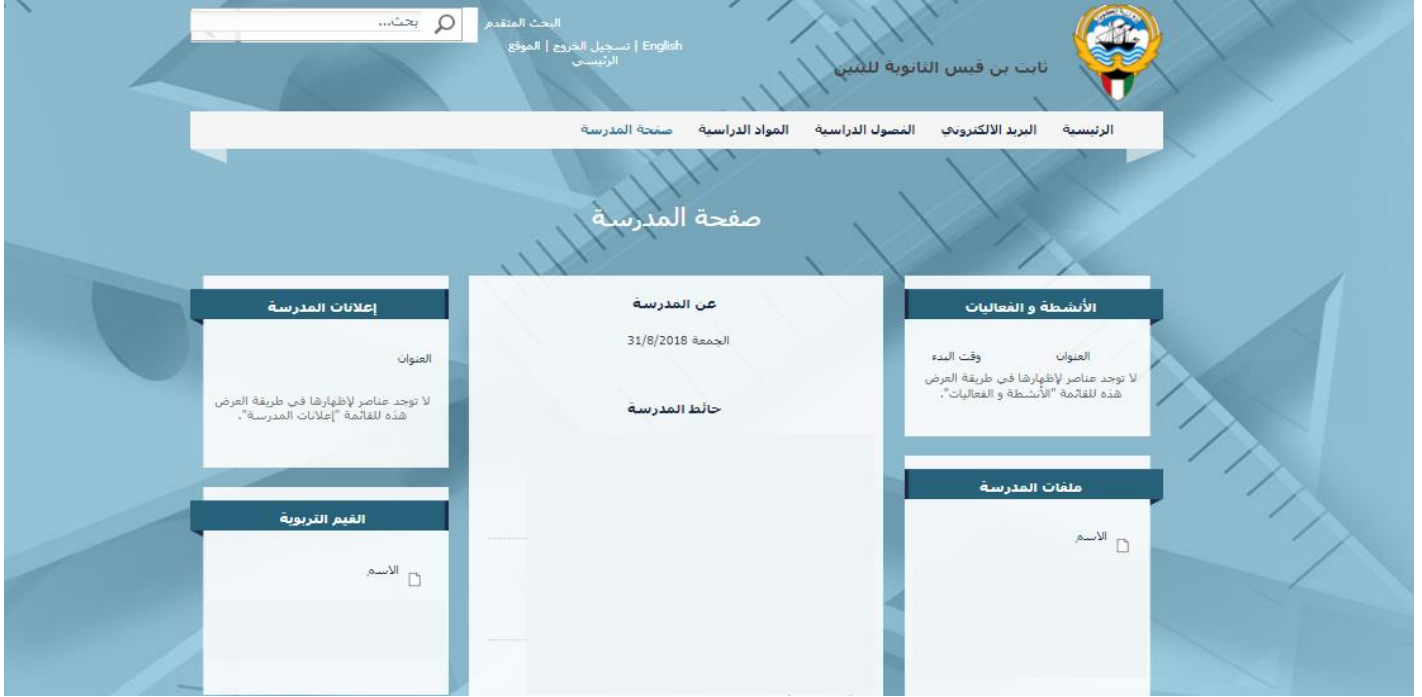 البحث المتقدم
بحث...
English | تسجيل الخروج | الموقع
الرئيسي
ثابت بن قيس الثانوية للبنين
الرئيسية
البريد الالكتروني
الفصول الدراسية
المواد الدراسية
صفحة المدرسة
صفحة المدرسة
الأنشطة و الفعاليات
العنوان
وقت البدء
لا توجد عناصر لإظهارها في طريقة العرض
هذه للقائمة "الأنشطة و الفعاليات".
ملفات المدرسة
الاسم
عن المدرسة
الجمعة 31/8/2018
حائط المدرسة
إعلانات المدرسة
العنوان
لا توجد عناصر لإظهارها في طريقة العرض
هذه للقائمة "إعلانات المدرسة".
القيم التربوية
الاسم